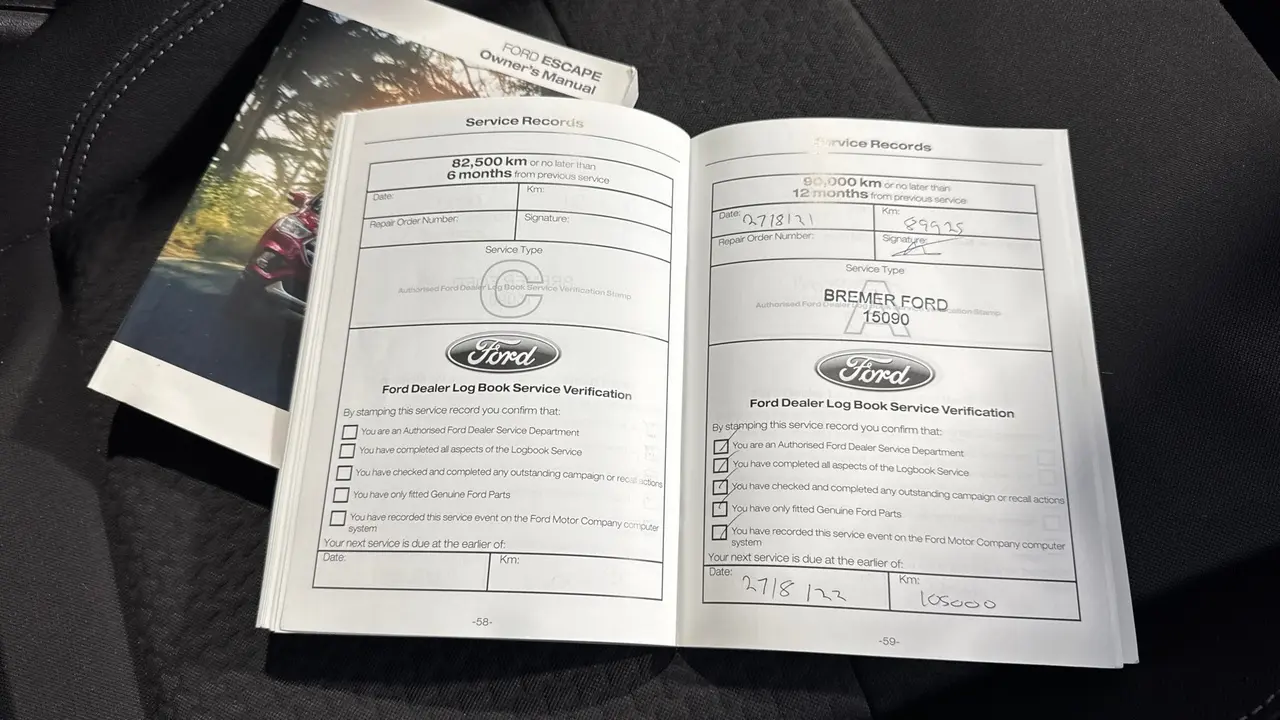 FORD ESCAPE
Owner's Manual
Service Records
82,500 km or no later than
6 months from previous service
Date:
Km:
Repair Order Number:
Signature:
Service Type
C
Authorised Ford Dealer Log Book Service Verification Stamp
Ford
Ford Dealer Log Book Service Verification
By stamping this service record you confirm that:
You are an Authorised Ford Dealer Service Department
You have completed all aspects of the Logbook Service
You have checked and completed any outstanding campaign or recall actions
You have only fitted Genuine Ford Parts
You have recorded this service event on the Ford Motor Company computer
system
Your next service is due at the earlier of:
Date:
Km:
-58-
Service Records
90,000 km or no later than
12 months from previous service
Date: 27/8/21
Km: 89925
Repair Order Number:
Signature:
Service Type
A
BREMER FORD
Authorised Ford Dealer Log Book Service Verification Stamp
15090
Ford
Ford Dealer Log Book Service Verification
By stamping this service record you confirm that:
You are an Authorised Ford Dealer Service Department
You have completed all aspects of the Logbook Service
You have checked and completed any outstanding campaign or recall actions
You have only fitted Genuine Ford Parts
You have recorded this service event on the Ford Motor Company computer
system
Your next service is due at the earlier of:
Date: 27/8/22
Km: 105000
-59-